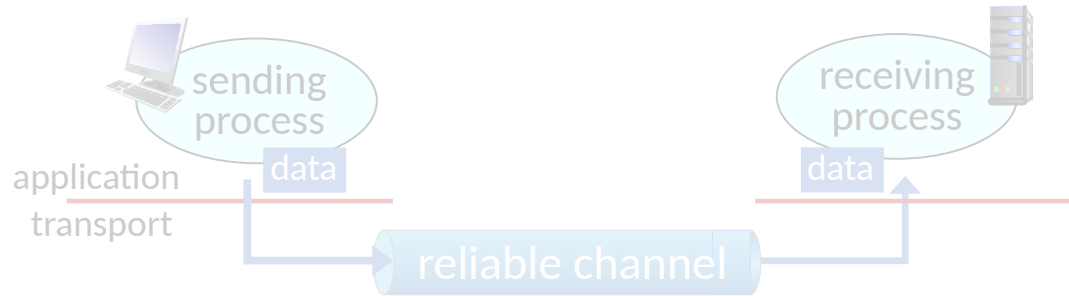 sending
process
receiving
process
data
data
application
transport
reliable channel